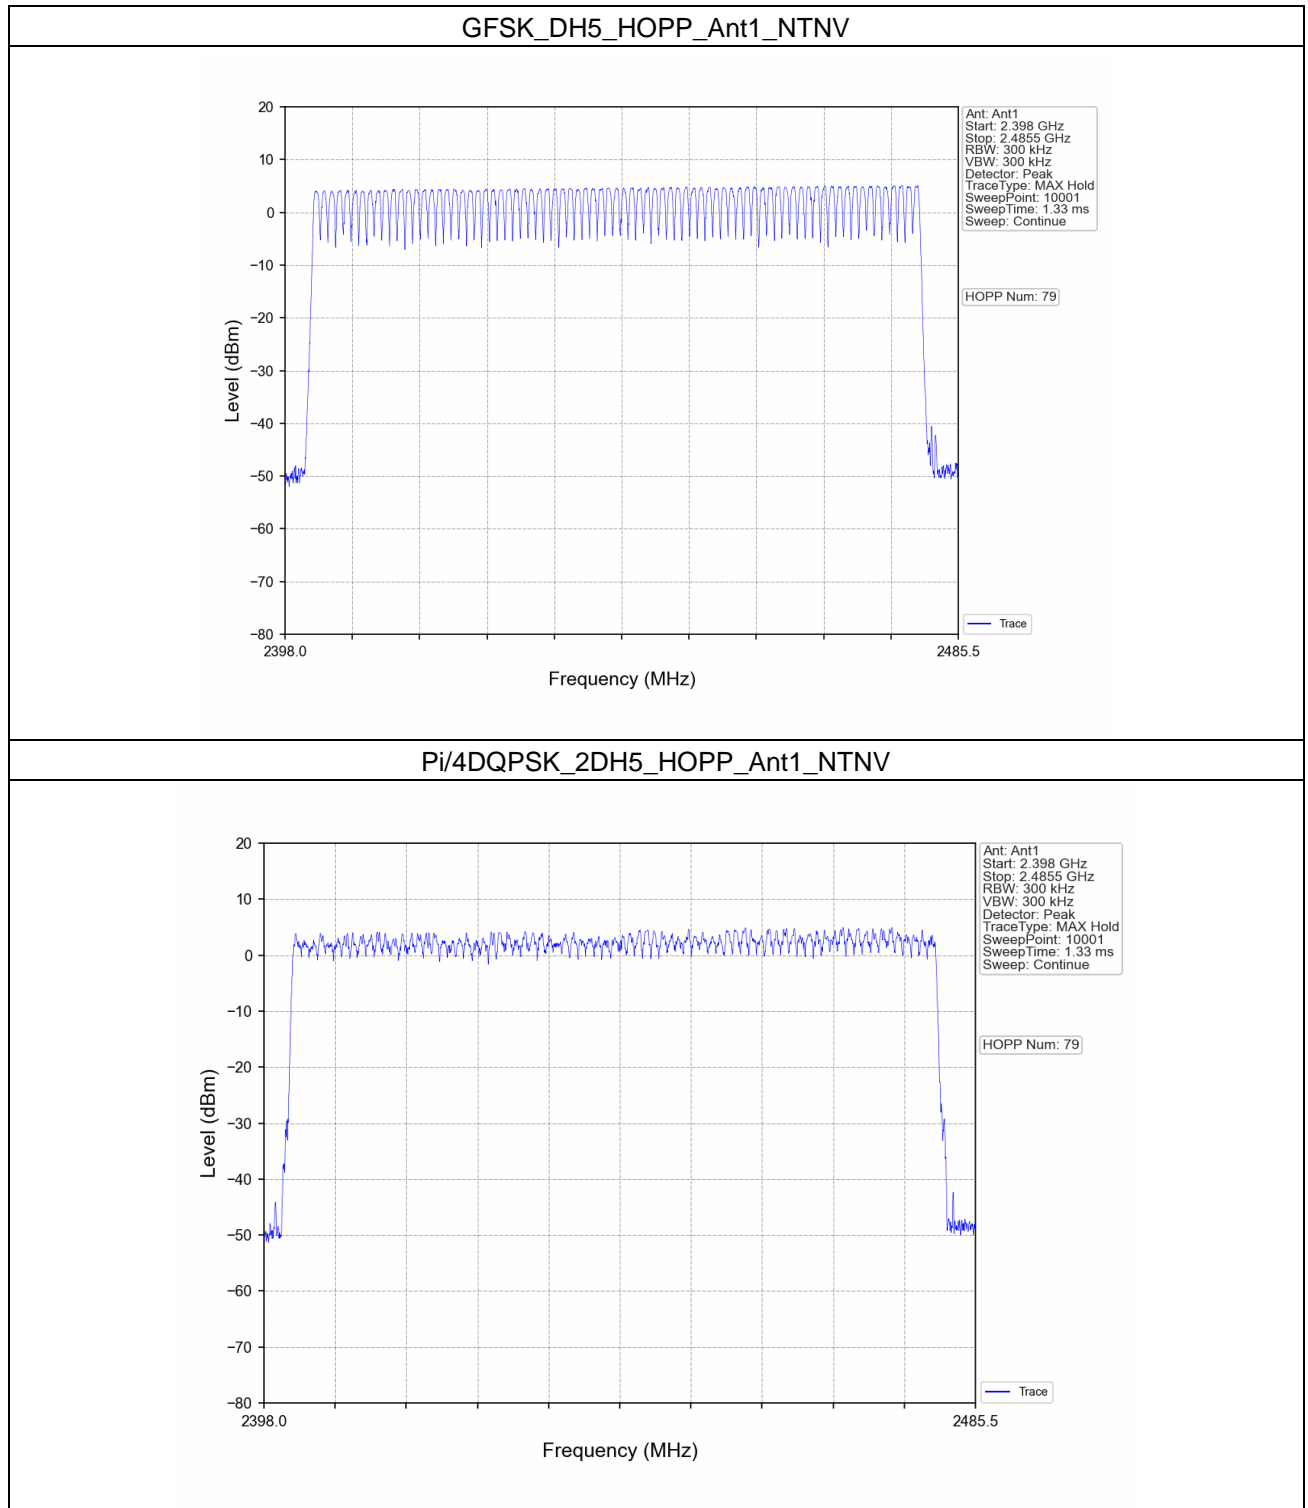 GFSK_DH5_HOPP_Ant1_NTNV
20
10
0
−10
−20
−30
−40
−50
−60
−70
−80
Level (dBm)
2398.0
2485.5
Frequency (MHz)
Ant: Ant1
Start: 2.398 GHz
Stop: 2.4855 GHz
RBW: 300 kHz
VBW: 300 kHz
Detector: Peak
TraceType: MAX Hold
SweepPoint: 10001
SweepTime: 1.33 ms
Sweep: Continue
HOPP Num: 79
Trace
Pi/4DQPSK_2DH5_HOPP_Ant1_NTNV
20
10
0
−10
−20
−30
−40
−50
−60
−70
−80
Level (dBm)
2398.0
2485.5
Frequency (MHz)
Ant: Ant1
Start: 2.398 GHz
Stop: 2.4855 GHz
RBW: 300 kHz
VBW: 300 kHz
Detector: Peak
TraceType: MAX Hold
SweepPoint: 10001
SweepTime: 1.33 ms
Sweep: Continue
HOPP Num: 79
Trace